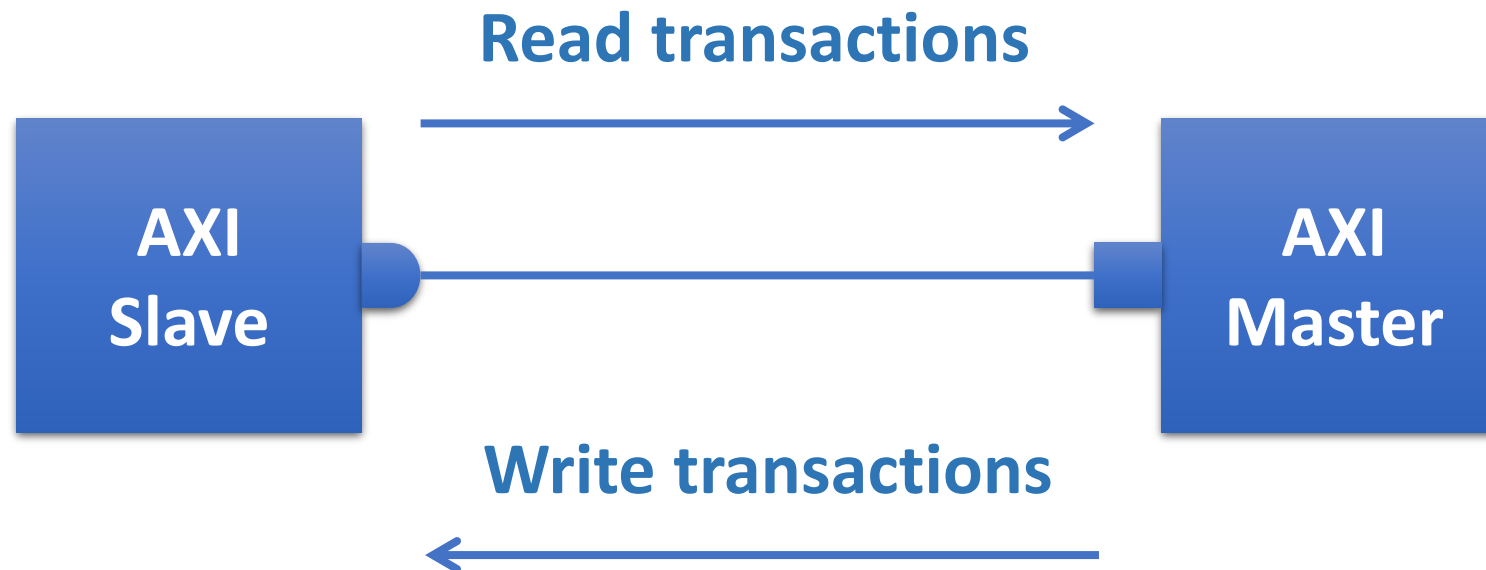 Read transactions
AXI
Slave
AXI
Master
Write transactions